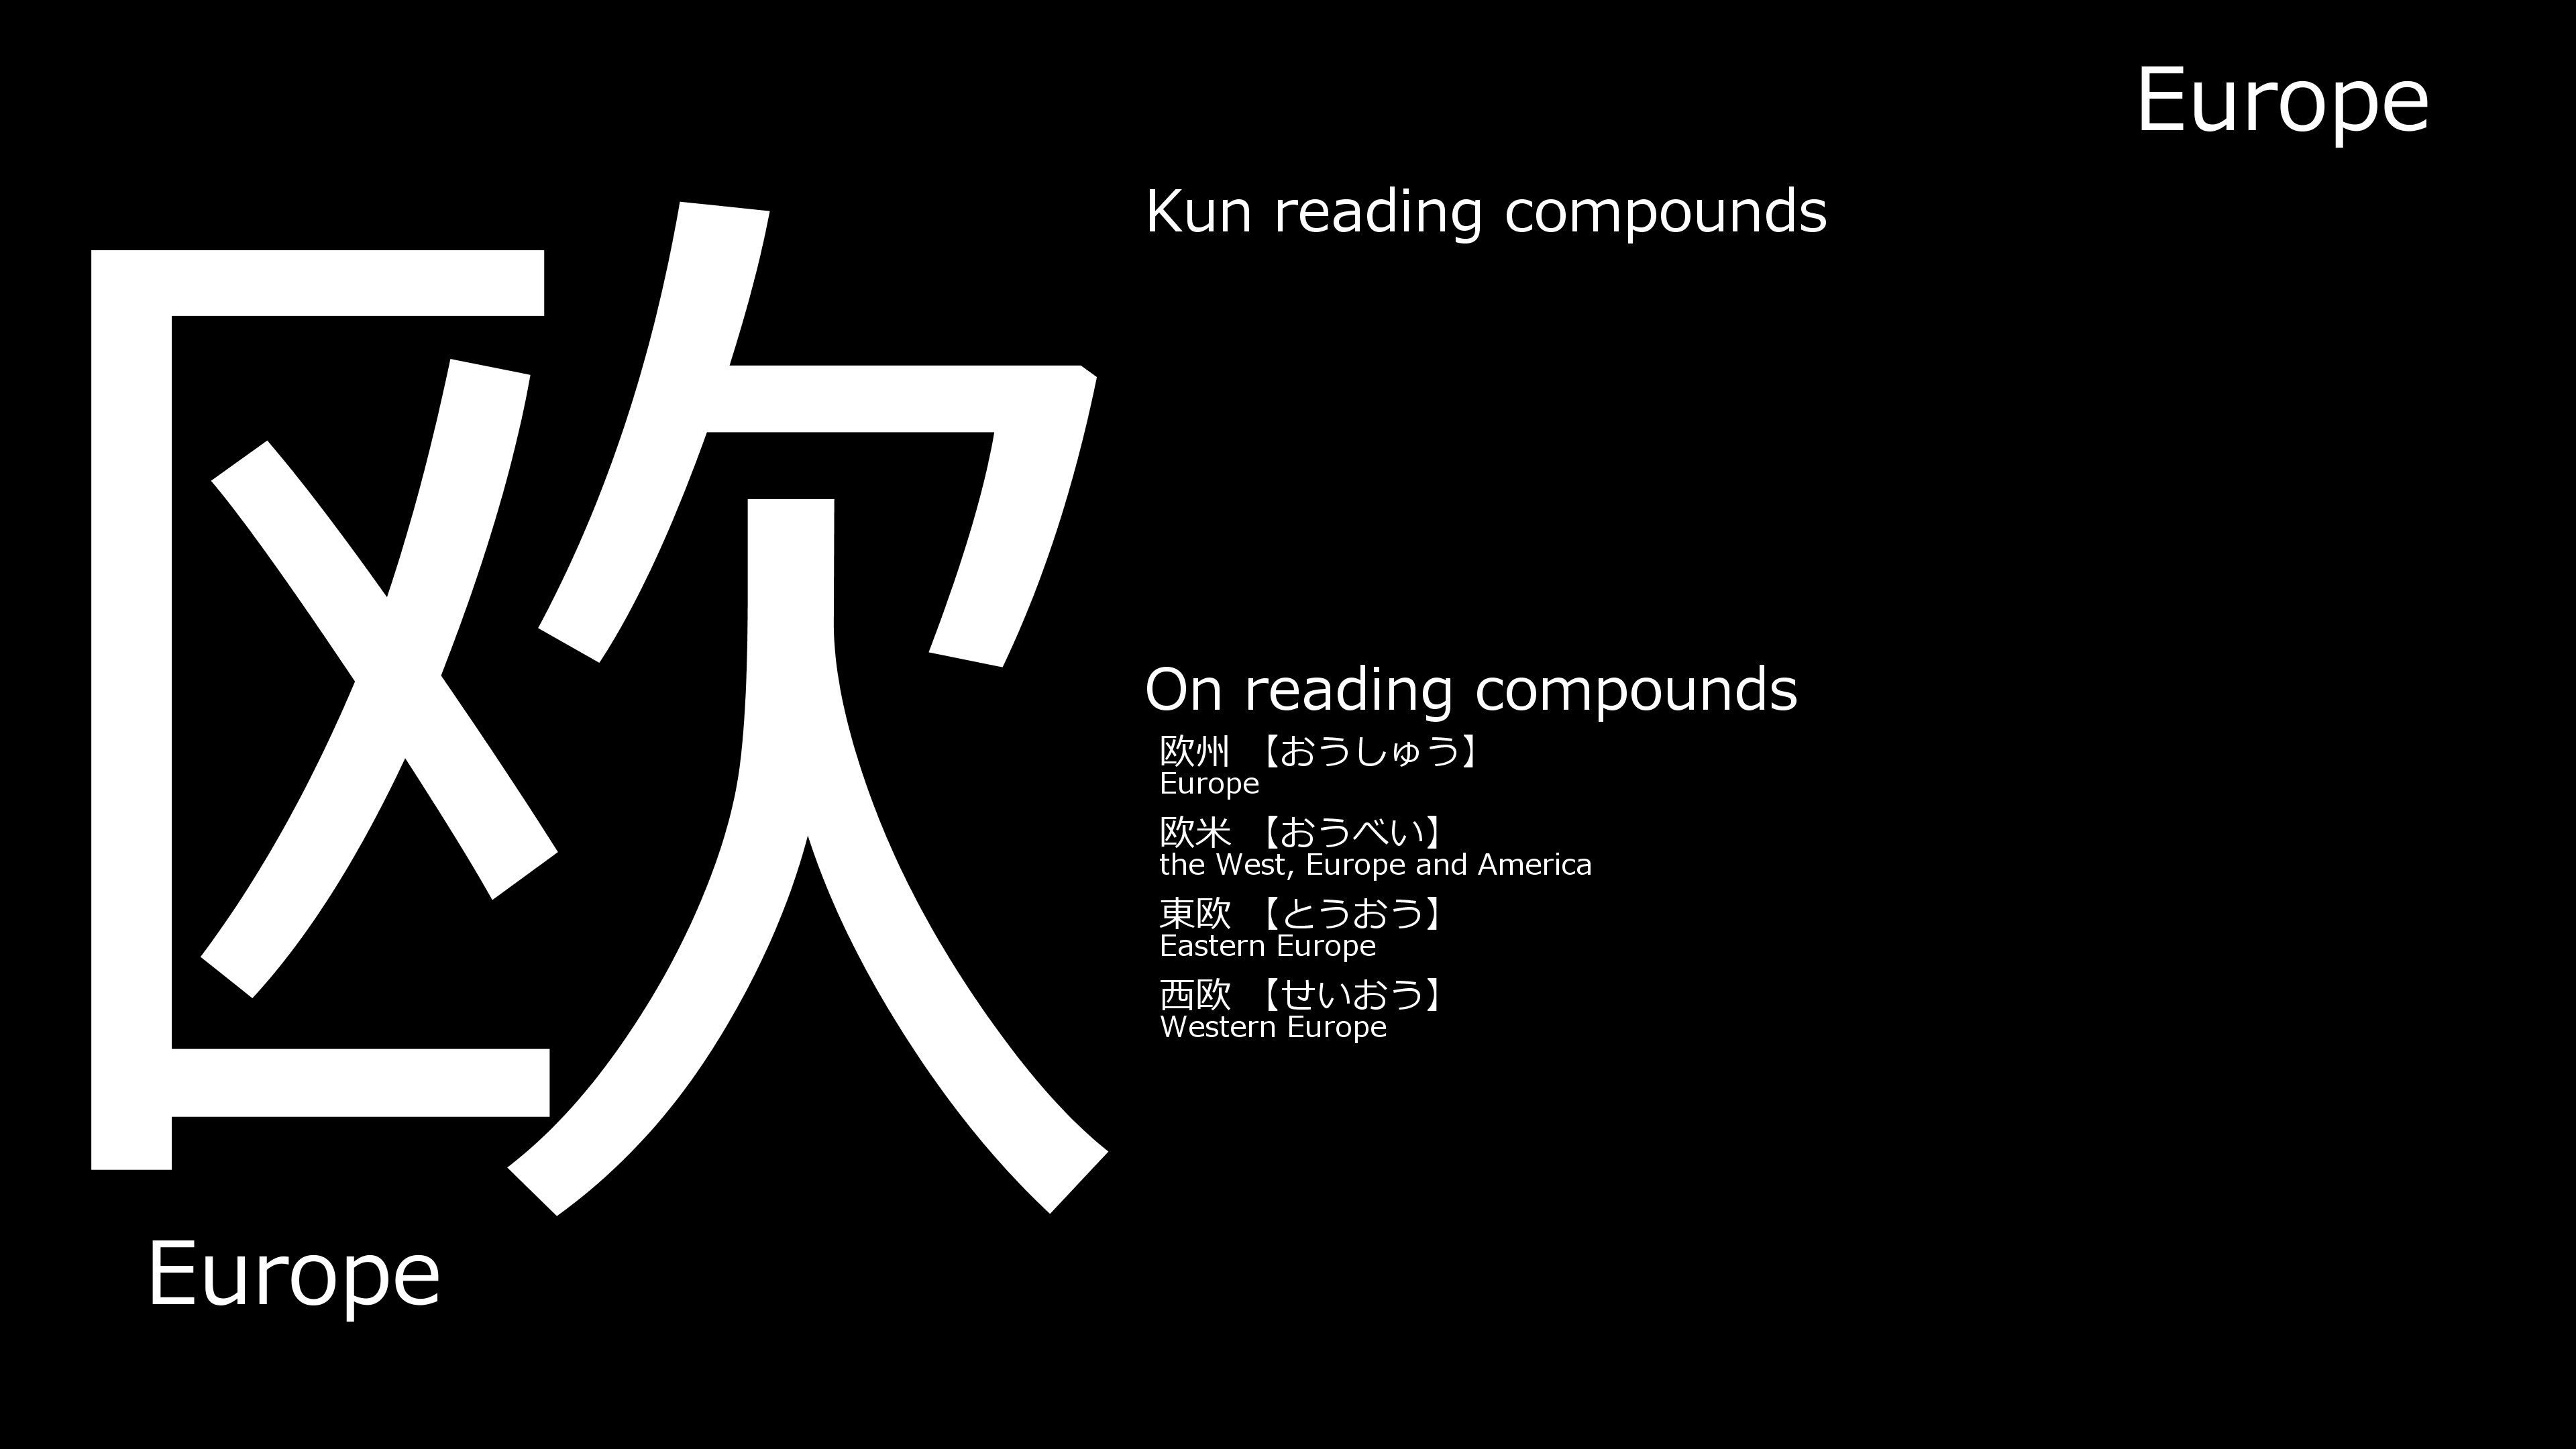 Europe
欧
Europe
Kun reading compounds
On reading compounds
欧州 【おうしゅう】
Europe
欧米 【おうべい】
the West, Europe and America
東欧 【とうおう】
Eastern Europe
西欧 【せいおう】
Western Europe